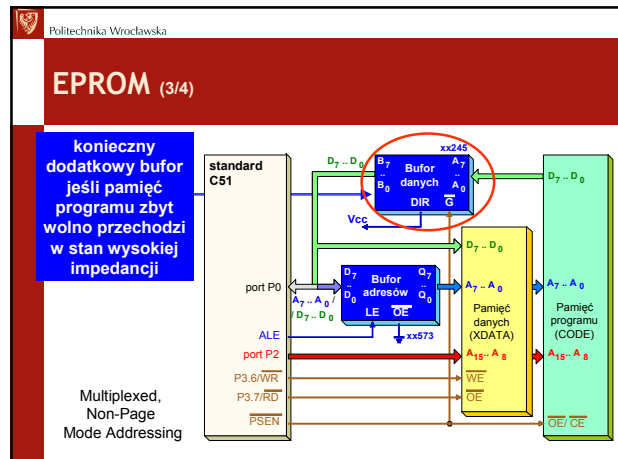 Politechnika Wrocławska
EPROM (3/4)
konieczny
dodatkowy bufor
jeśli pamięć
programu zbyt
wolno przechodzi
w stan wysokiej
impedancji
standard
C51
port P0
ALE
port P2
P3.6/WR
P3.7/RD
PSEN
D7 .. D0
A7 .. A0 /
/ D7 .. D0
xx245
B7
..
B0
Bufor
danych
A7
..
A0
DIR G
Vcc
D7
..
D0
Bufor
adresów
Q7
..
Q0
LE OE
xx573
D7 .. D0
A7 .. A0
Pamięć
danych
(XDATA)
A15.. A8
WE
OE
D7 .. D0
A7 .. A0
Pamięć
programu
(CODE)
A15.. A8
OE/ CE
Multiplexed,
Non-Page
Mode Addressing